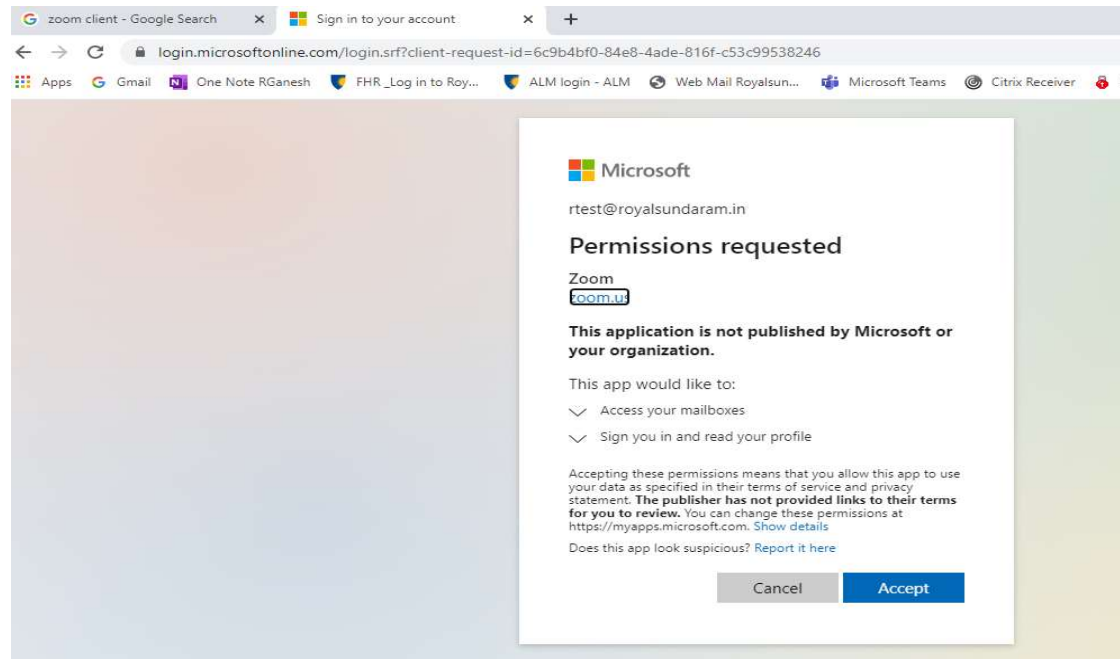 zoom client - Google Search
Sign in to your account
login.microsoftonline.com/login.srf?client-request-id=6c9b4bf0-84e8-4ade-816f-c53c99538246
Apps Gmail One Note RGanesh FHR _Log in to Roy... ALM login - ALM Web Mail Royalsun... Microsoft Teams Citrix Receiver
Microsoft
rtest@royalsundaram.in
Permissions requested
Zoom
zoom.us
This application is not published by Microsoft or
your organization.
This app would like to:
Access your mailboxes
Sign you in and read your profile
Accepting these permissions means that you allow this app to use
your data as specified in their terms of service and privacy
statement. The publisher has not provided links to their terms
for you to review. You can change these permissions at
https://myapps.microsoft.com. Show details
Does this app look suspicious? Report it here
Cancel Accept